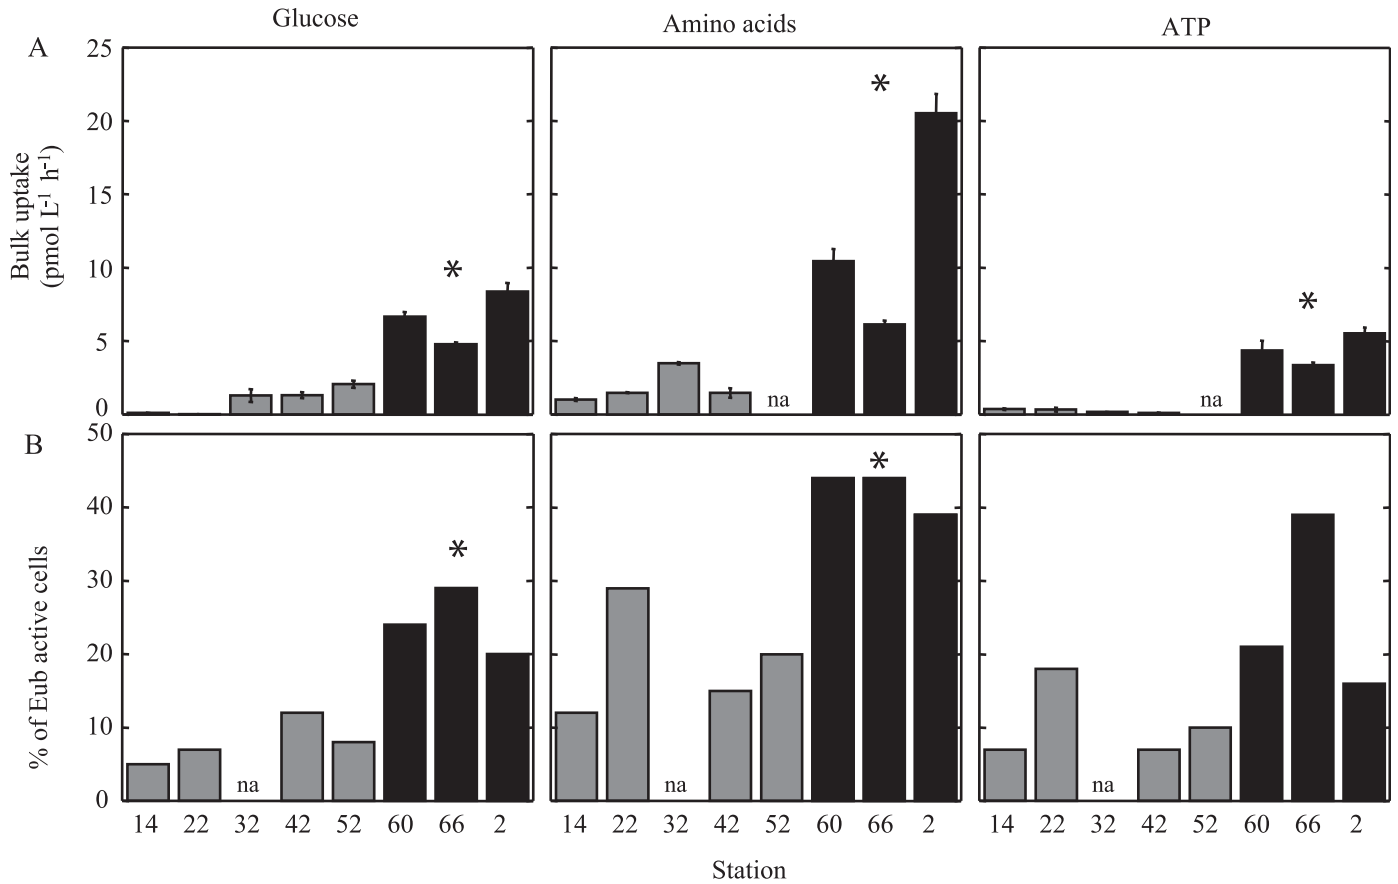 Glucose Amino acids ATP
A
25
20
15
10
5
0
Bulk uptake
(pmol L-1 h-1)
* * *
na na
B
50
40
30
20
10
0
% of Eub active cells
* *
na na na
14 22 32 42 52 60 66 2 14 22 32 42 52 60 66 2 14 22 32 42 52 60 66 2
Station